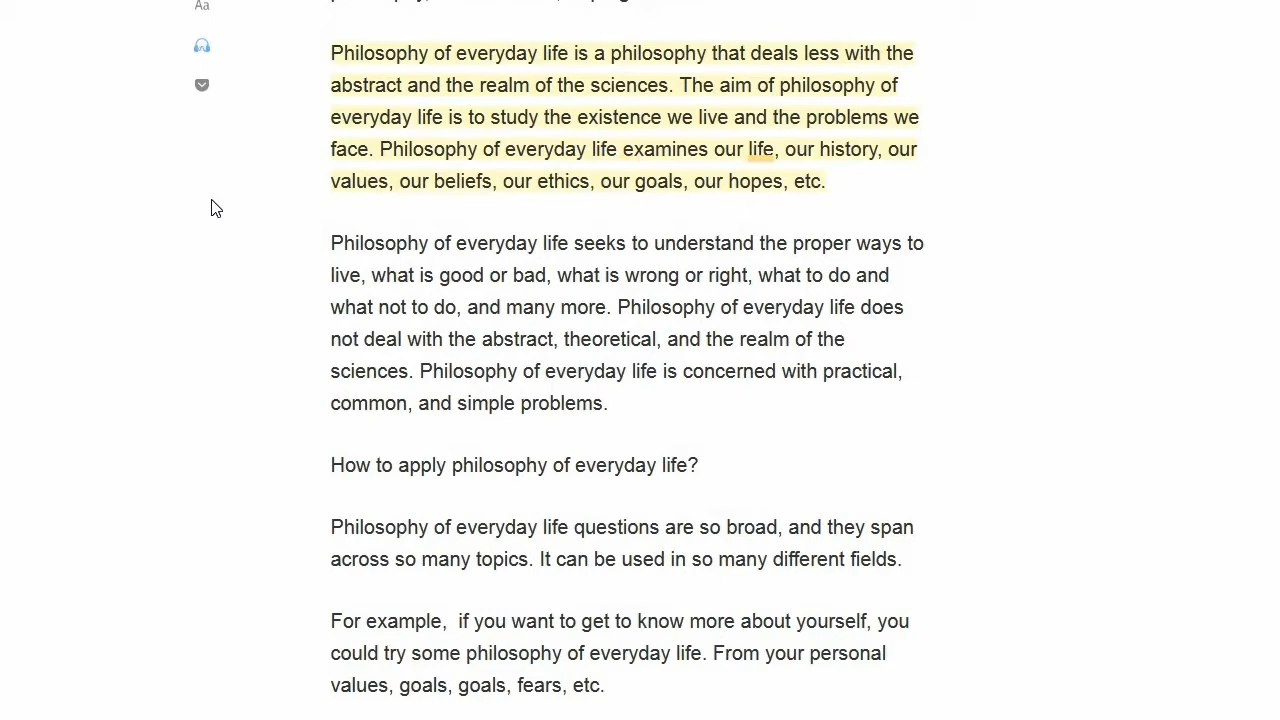 Aa
Philosophy of everyday life is a philosophy that deals less with the
abstract and the realm of the sciences. The aim of philosophy of
everyday life is to study the existence we live and the problems we
face. Philosophy of everyday life examines our life, our history, our
values, our beliefs, our ethics, our goals, our hopes, etc.
Philosophy of everyday life seeks to understand the proper ways to
live, what is good or bad, what is wrong or right, what to do and
what not to do, and many more. Philosophy of everyday life does
not deal with the abstract, theoretical, and the realm of the
sciences. Philosophy of everyday life is concerned with practical,
common, and simple problems.
How to apply philosophy of everyday life?
Philosophy of everyday life questions are so broad, and they span
across so many topics. It can be used in so many different fields.
For example,  if you want to get to know more about yourself, you
could try some philosophy of everyday life. From your personal
values, goals, goals, fears, etc.